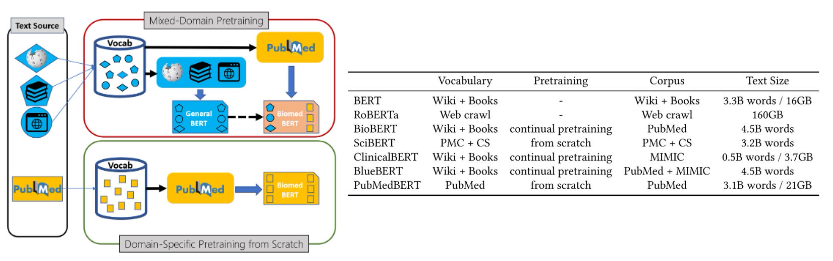 Text Source
Mixed-Domain Pretraining
Vocab
PubMed
General
BERT
Biomed
BERT
PubMed
Vocab
PubMed
Biomed
BERT
Domain-Specific Pretraining from Scratch
Vocabulary Pretraining Corpus Text Size
BERT Wiki + Books - Wiki + Books 3.3B words / 16GB
RoBERTa Web crawl - Web crawl 160GB
BioBERT Wiki + Books continual pretraining PubMed 4.5B words
SciBERT PMC + CS from scratch PMC + CS 3.2B words
ClinicalBERT Wiki + Books continual pretraining MIMIC 0.5B words / 3.7GB
BlueBERT Wiki + Books continual pretraining PubMed + MIMIC 4.5B words
PubMedBERT PubMed from scratch PubMed 3.1B words / 21GB